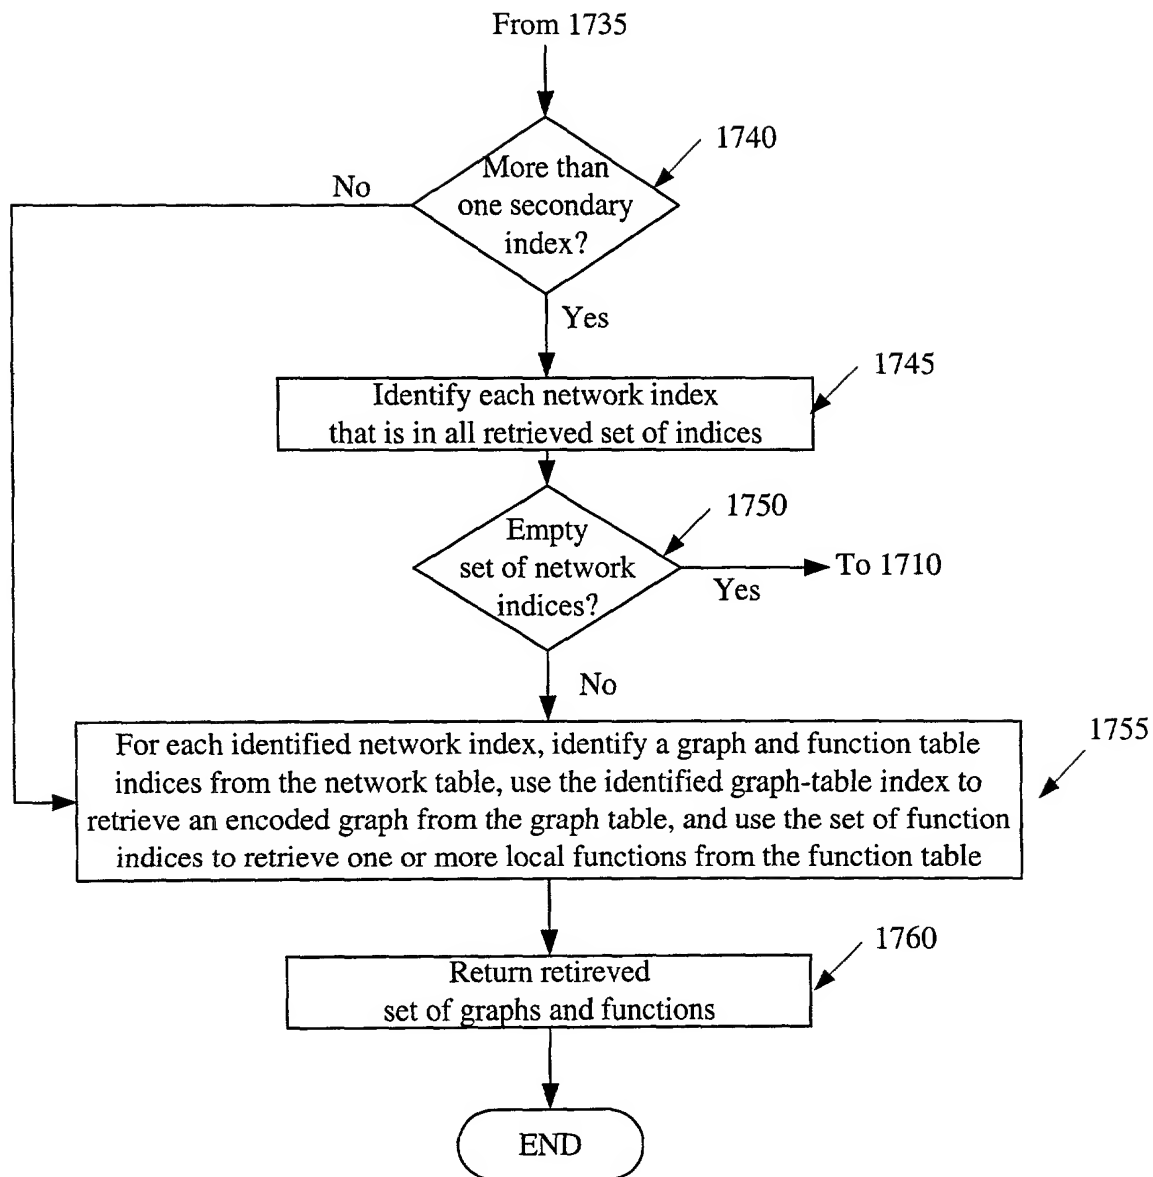 From 1735
1740
More than
one secondary
index?
No
Yes
1745
Identify each network index
that is in all retrieved set of indices
1750
Empty
set of network
indices?
To 1710
Yes
No
1755
For each identified network index, identify a graph and function table
indices from the network table, use the identified graph-table index to
retrieve an encoded graph from the graph table, and use the set of function
indices to retrieve one or more local functions from the function table
1760
Return retireved
set of graphs and functions
END